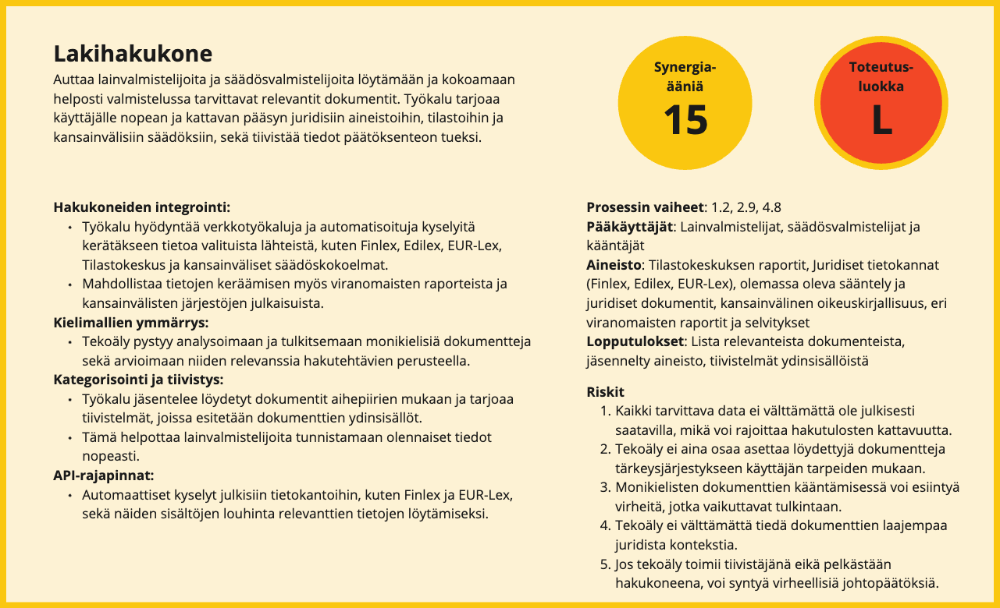 Lakihakukone
Auttaa lainvalmistelijoita ja säädösvalmistelijoita löytämään ja kokoamaan
helposti valmistelussa tarvittavat relevantit dokumentit. Työkalu tarjoaa
käyttäjälle nopean ja kattavan pääsyn juridisiin aineistoihin, tilastoihin ja
kansainvälisiin säädöksiin, sekä tiivistää tiedot päätöksenteon tueksi.
Synergia-
ääniä
15
Toteutus-
luokka
L
Hakukoneiden integrointi:
• Työkalu hyödyntää verkkotyökaluja ja automatisoituja kyselyitä
kerätäkseen tietoa valituista lähteistä, kuten Finlex, Edilex, EUR-Lex,
Tilastokeskus ja kansainväliset säädöskokoelmat.
• Mahdollistaa tietojen keräämisen myös viranomaisten raporteista ja
kansainvälisten järjestöjen julkaisuista.
Kielimallien ymmärrys:
• Tekoäly pystyy analysoimaan ja tulkitsemaan monikielisiä dokumentteja
sekä arvioimaan niiden relevanssia hakutehtävien perusteella.
Kategorisointi ja tiivistys:
• Työkalu jäsentelee löydetyt dokumentit aihepiirien mukaan ja tarjoaa
tiivistelmät, joissa esitetään dokumenttien ydinsisällöt.
• Tämä helpottaa lainvalmistelijoita tunnistamaan olennaiset tiedot
nopeasti.
API-rajapinnat:
• Automaattiset kyselyt julkisiin tietokantoihin, kuten Finlex ja EUR-Lex,
sekä näiden sisältöjen louhinta relevanttien tietojen löytämiseksi.
Prosessin vaiheet: 1.2, 2.9, 4.8
Pääkäyttäjät: Lainvalmistelijat, säädösvalmistelijat ja
kääntäjät
Aineisto: Tilastokeskuksen raportit, Juridiset tietokannat
(Finlex, Edilex, EUR-Lex), olemassa oleva sääntely ja
juridiset dokumentit, kansainvälinen oikeuskirjallisuus, eri
viranomaisten raportit ja selvitykset
Lopputulokset: Lista relevanteista dokumenteista,
jäsennelty aineisto, tiivistelmät ydinsisällöistä
Riskit
1. Kaikki tarvittava data ei välttämättä ole julkisesti
saatavilla, mikä voi rajoittaa hakutulosten kattavuutta.
2. Tekoäly ei aina osaa asettaa löydettyjä dokumentteja
tärkeysjärjestykseen käyttäjän tarpeiden mukaan.
3. Monikielisten dokumenttien kääntämisessä voi esiintyä
virheitä, jotka vaikuttavat tulkintaan.
4. Tekoäly ei välttämättä tiedä dokumenttien laajempaa
juridista kontekstia.
5. Jos tekoäly toimii tiivistäjänä eikä pelkästään
hakukoneena, voi syntyä virheellisiä johtopäätöksiä.